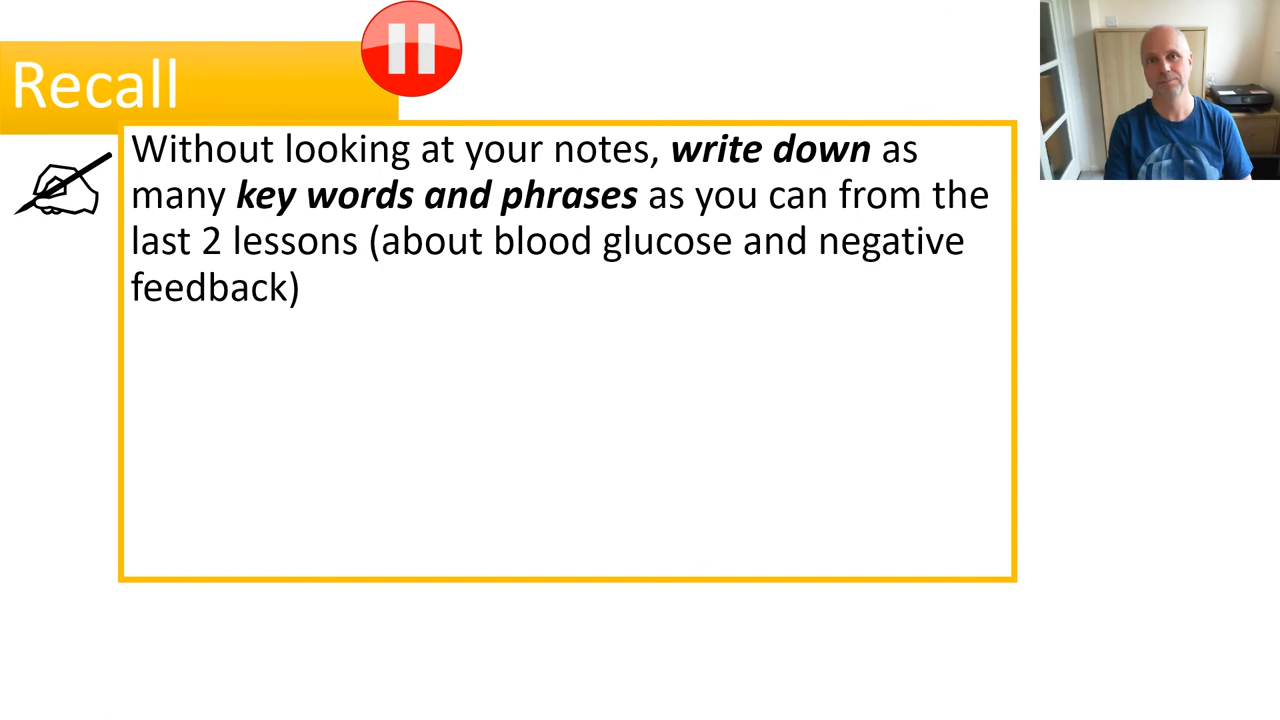 Recall
Without looking at your notes, write down as
many key words and phrases as you can from the
last 2 lessons (about blood glucose and negative
feedback)